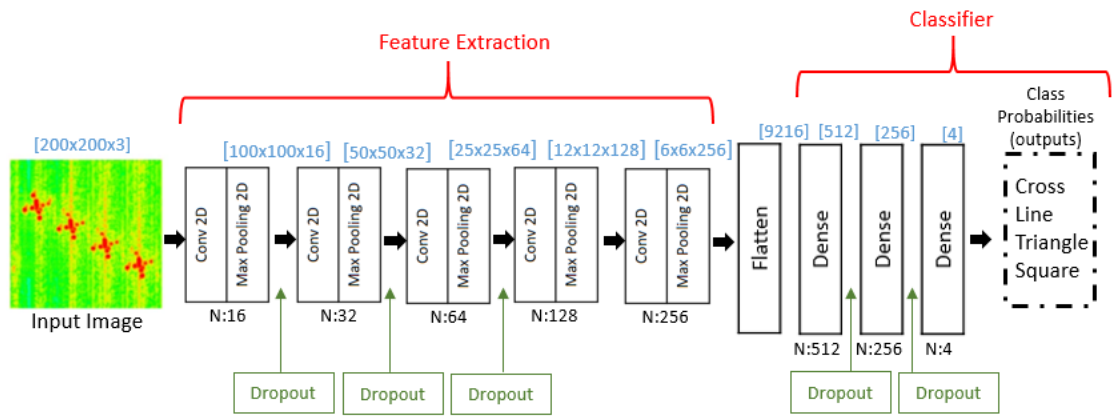 Classifier
Feature Extraction
Class
Probabilities
(outputs)
[200x200x3]
[100x100x16]
[50x50x32]
[25x25x64]
[12x12x128]
[6x6x256]
[9216]
[512]
[256]
[4]
Conv 2D
Max Pooling 2D
Conv 2D
Max Pooling 2D
Conv 2D
Max Pooling 2D
Conv 2D
Max Pooling 2D
Conv 2D
Max Pooling 2D
Flatten
Dense
Dense
Dense
Cross
Line
Triangle
Square
Input Image
N:16
N:32
N:64
N:128
N:256
N:512
N:256
N:4
Dropout
Dropout
Dropout
Dropout
Dropout